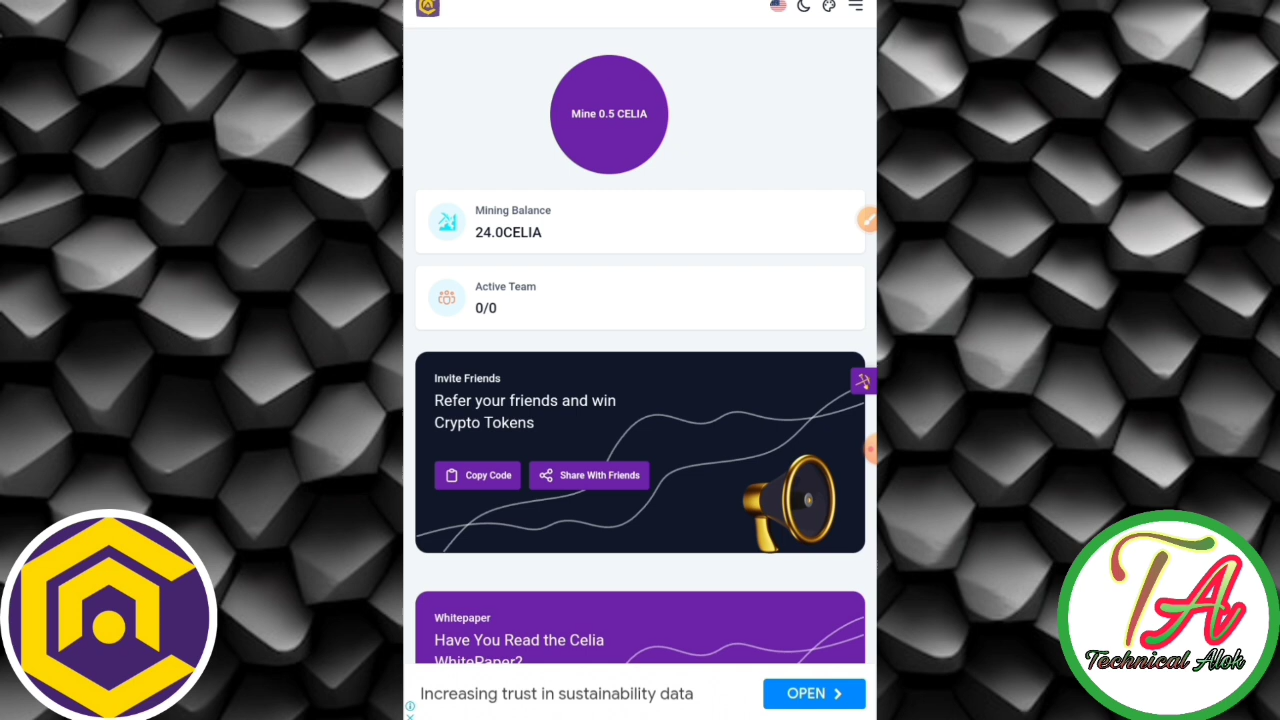 Mine 0.5 CELIA
Mining Balance
24.0CELIA
Active Team
0/0
Invite Friends
Refer your friends and win
Crypto Tokens
Copy Code
Share With Friends
Whitepaper
Have You Read the Celia
WhitePaper?
Increasing trust in sustainability data
OPEN
TA
Technical Alok